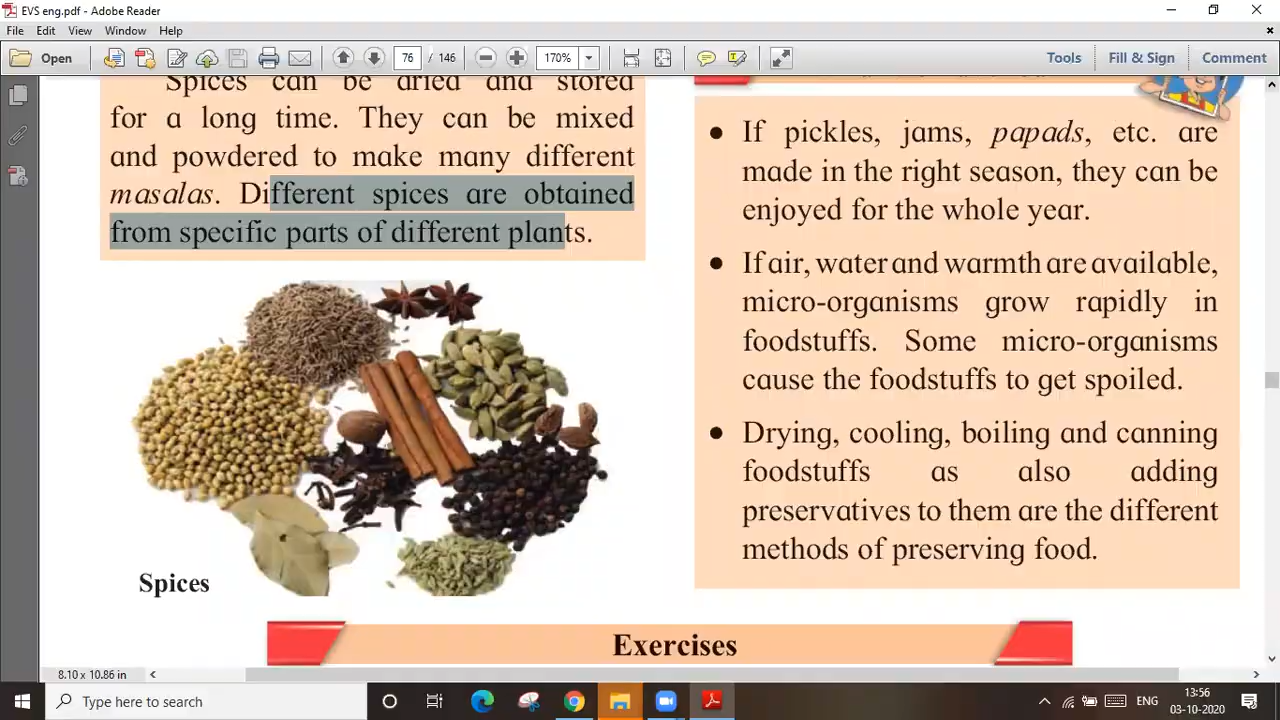 EVS eng.pdf - Adobe Reader
File Edit View Window Help
Open 76 / 146 170% Tools Fill & Sign Comment
Spices can be dried and stored
for a long time. They can be mixed
and powdered to make many different
masalas. Different spices are obtained
from specific parts of different plants.
Spices
• If pickles, jams, papads, etc. are
made in the right season, they can be
enjoyed for the whole year.
• If air, water and warmth are available,
micro-organisms grow rapidly in
foodstuffs. Some micro-organisms
cause the foodstuffs to get spoiled.
• Drying, cooling, boiling and canning
foodstuffs as also adding
preservatives to them are the different
methods of preserving food.
Exercises
8.10 x 10.86 in
Type here to search
ENG
13:56
03-10-2020